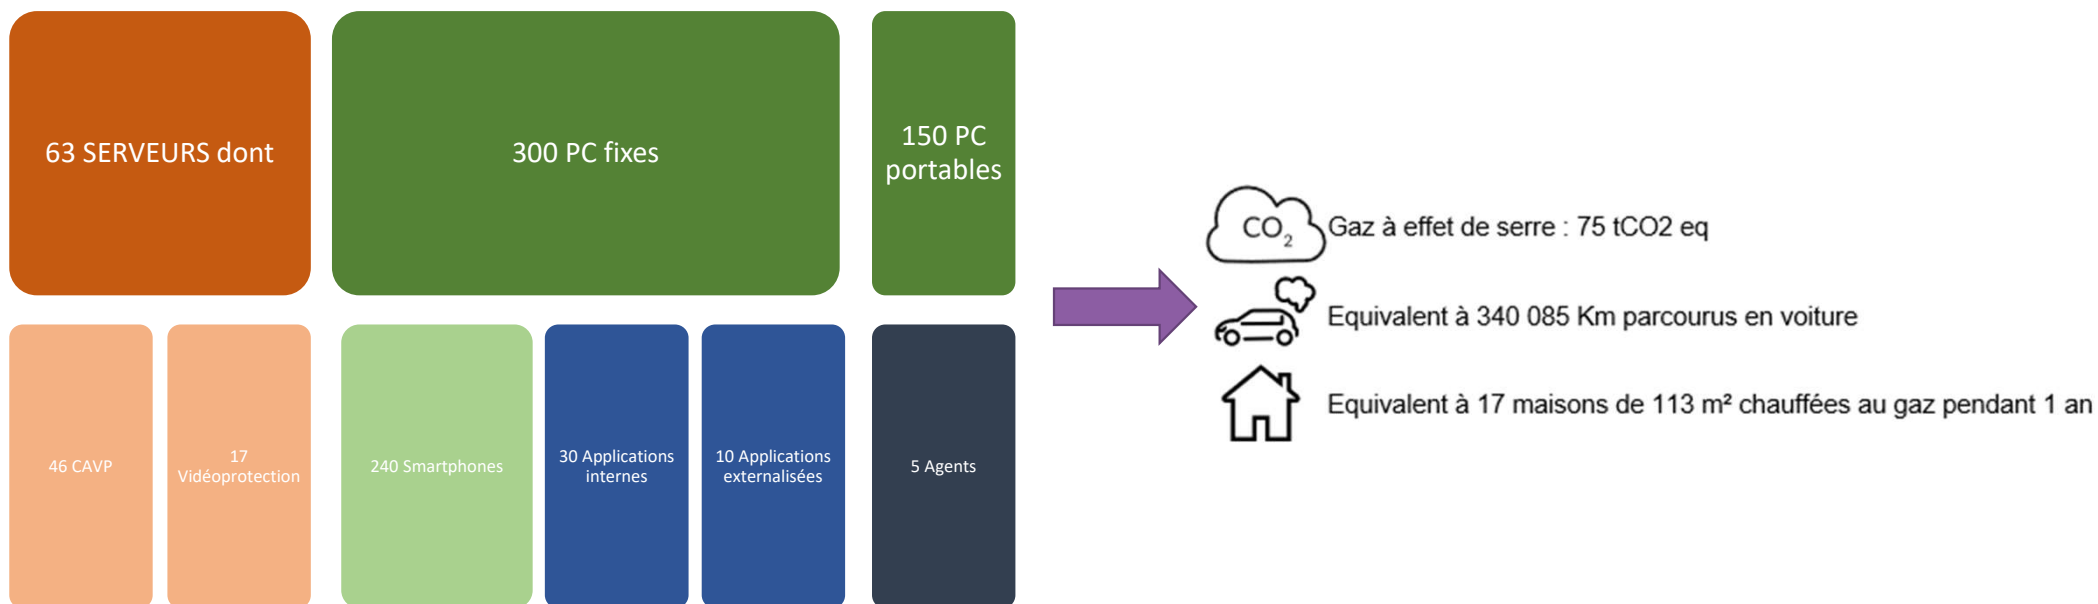 63 SERVEURS dont
300 PC fixes
150 PC
portables
46 CAVP
17
Vidéoprotection
240 Smartphones
30 Applications
internes
10 Applications
externalisées
5 Agents
CO2
Gaz à effet de serre : 75 tCO2 eq
Equivalent à 340 085 Km parcourus en voiture
Equivalent à 17 maisons de 113 m² chauffées au gaz pendant 1 an